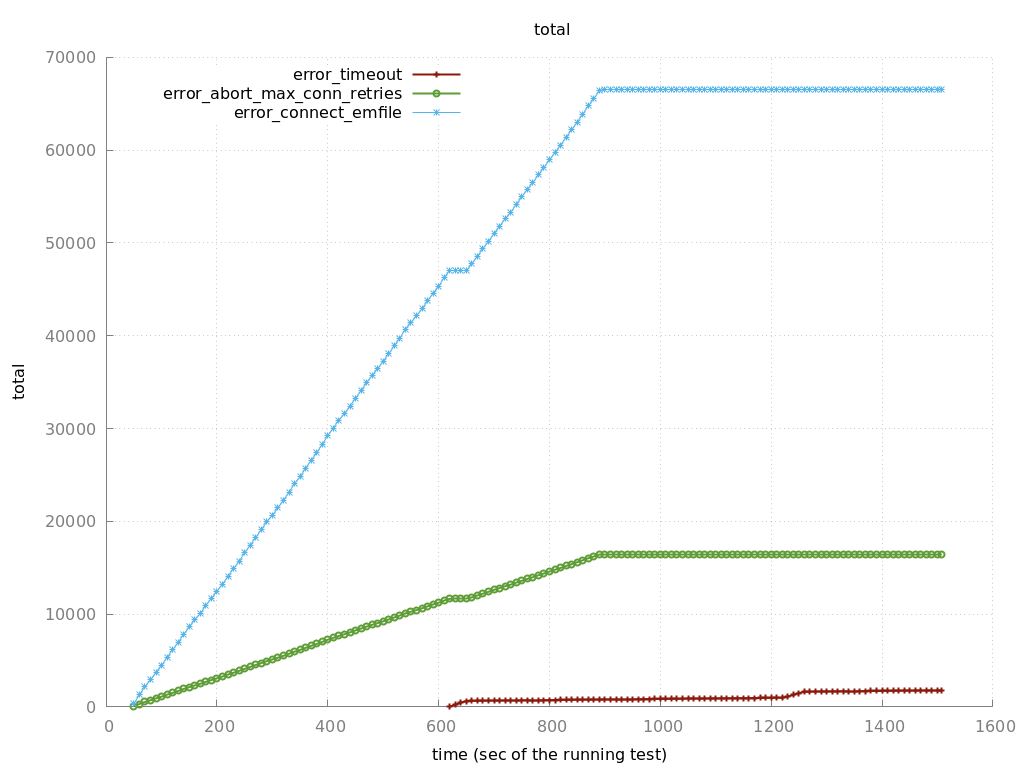 total
70000
60000
50000
40000
30000
20000
10000
0
error_timeout
error_abort_max_conn_retries
error_connect_emfile
total
0 200 400 600 800 1000 1200 1400 1600
time (sec of the running test)